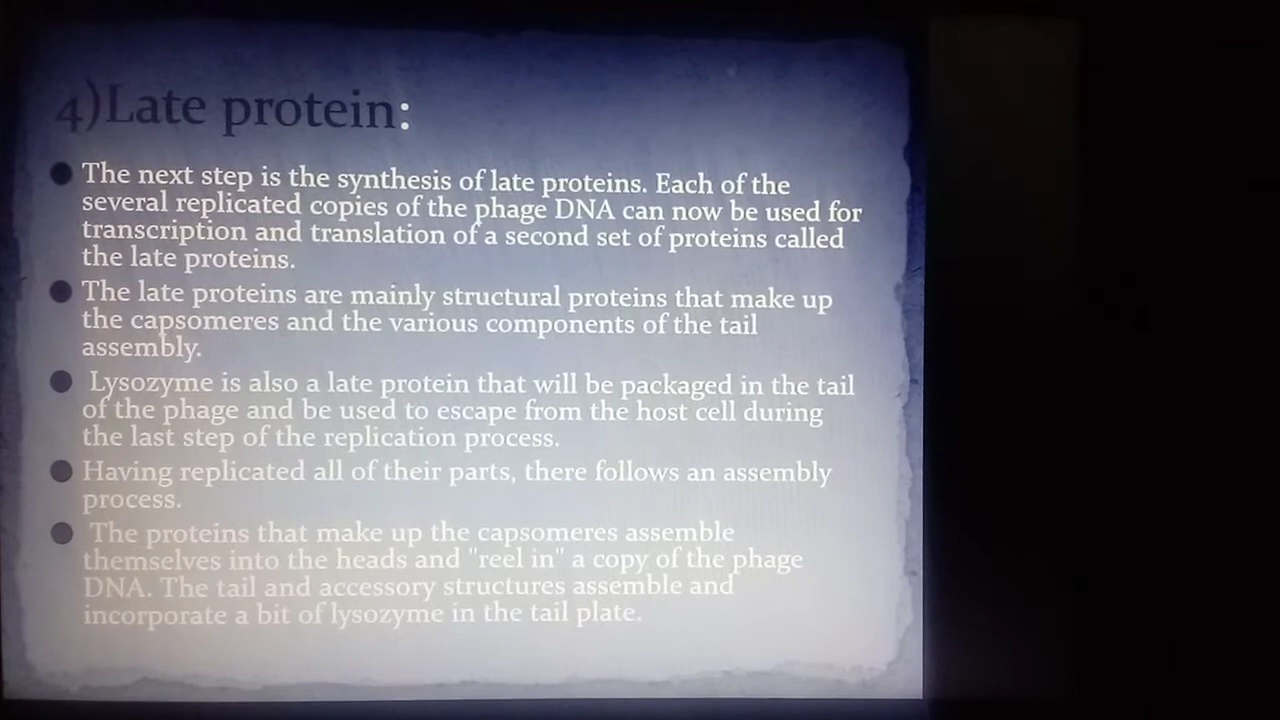 4)Late protein:
The next step is the synthesis of late proteins. Each of the
several replicated copies of the phage DNA can now be used for
transcription and translation of a second set of proteins called
the late proteins.
The late proteins are mainly structural proteins that make up
the capsomeres and the various components of the tail
assembly.
Lysozyme is also a late protein that will be packaged in the tail
of the phage and be used to escape from the host cell during
the last step of the replication process.
Having replicated all of their parts, there follows an assembly
process.
The proteins that make up the capsomeres assemble
themselves into the heads and "reel in" a copy of the phage
DNA. The tail and accessory structures assemble and
incorporate a bit of lysozyme in the tail plate.